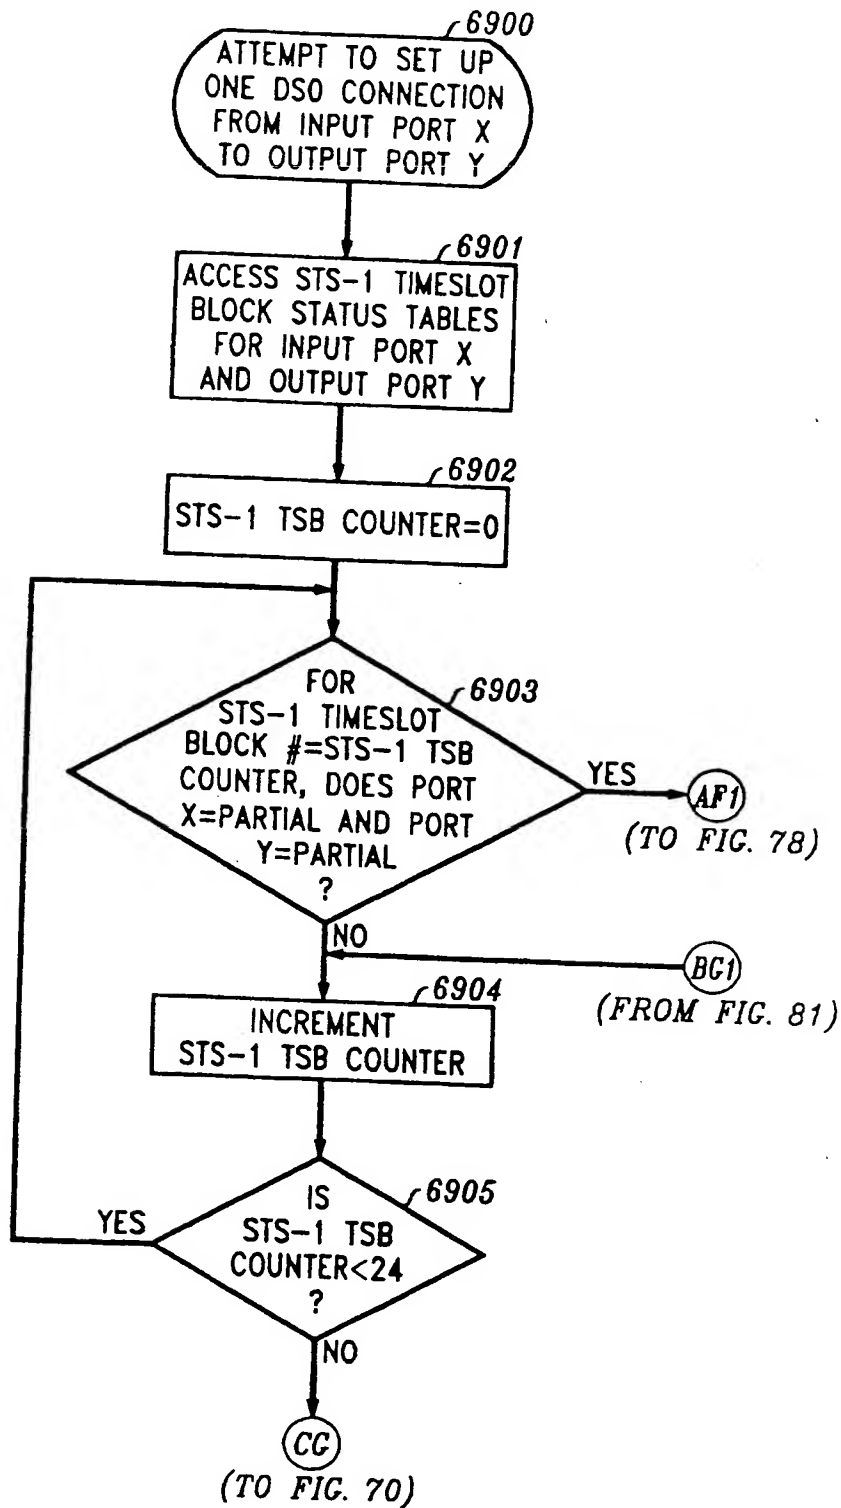 6900
ATTEMPT TO SET UP
ONE DS0 CONNECTION
FROM INPUT PORT X
TO OUTPUT PORT Y
6901
ACCESS STS-1 TIMESLOT
BLOCK STATUS TABLES
FOR INPUT PORT X
AND OUTPUT PORT Y
6902
STS-1 TSB COUNTER=0
6903
FOR
STS-1 TIMESLOT
BLOCK #=STS-1 TSB
COUNTER, DOES PORT
X=PARTIAL AND PORT
Y=PARTIAL
?
YES
AF1
(TO FIG. 78)
NO
BG1
(FROM FIG. 81)
6904
INCREMENT
STS-1 TSB COUNTER
6905
IS
STS-1 TSB
COUNTER<24
?
YES
NO
CG
(TO FIG. 70)